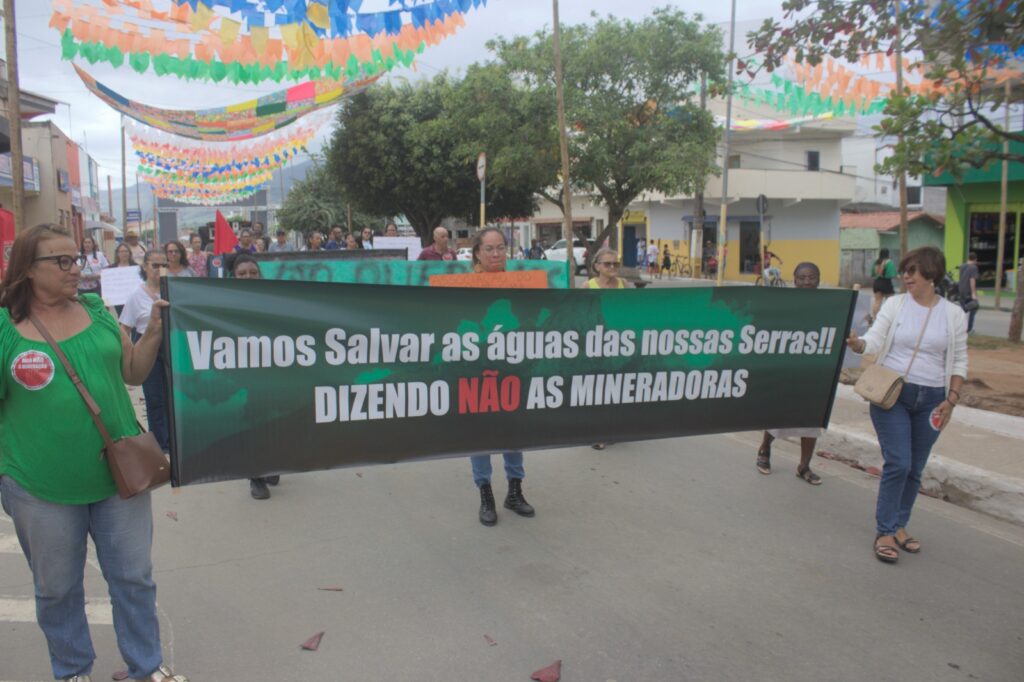 Vamos Salvar as águas das nossas Serras!!
DIZENDO NÃO AS MINERADORAS